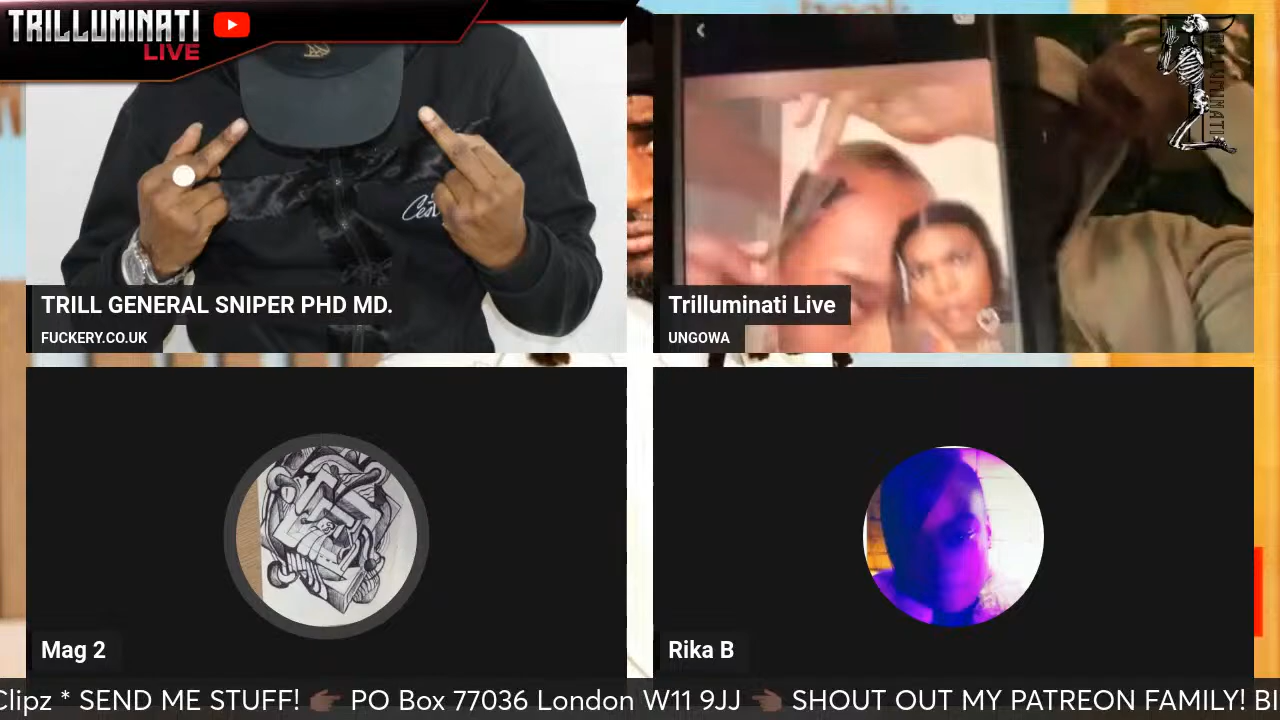 TRILLUMINATI
LIVE
TRILLUMINATI
TRILL GENERAL SNIPER PHD MD.
FUCKERY.CO.UK
Trilluminati Live
UNGOWA
Mag 2
Rika B
Clipz * SEND ME STUFF! 👉🏾 PO Box 77036 London W11 9JJ 👈🏾 SHOUT OUT MY PATREON FAMILY!